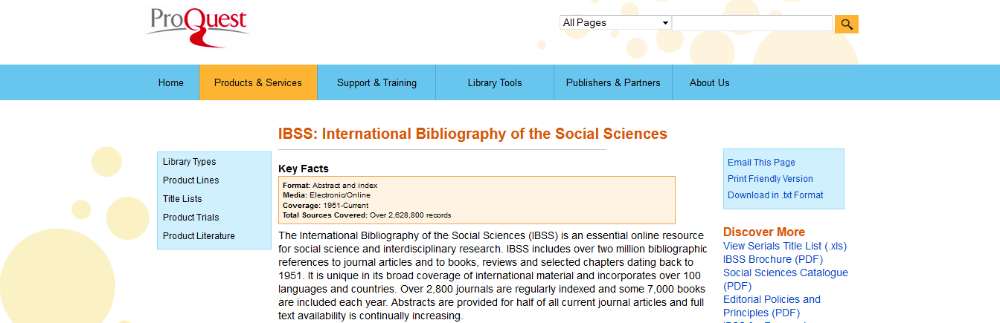 ProQuest
All Pages
Home
Products & Services
Support & Training
Library Tools
Publishers & Partners
About Us
Library Types
Product Lines
Title Lists
Product Trials
Product Literature
IBSS: International Bibliography of the Social Sciences
Key Facts
Format: Abstract and index
Media: Electronic/Online
Coverage: 1951-Current
Total Sources Covered: Over 2,628,800 records
The International Bibliography of the Social Sciences (IBSS) is an essential online resource
for social science and interdisciplinary research. IBSS includes over two million bibliographic
references to journal articles and to books, reviews and selected chapters dating back to
1951. It is unique in its broad coverage of international material and incorporates over 100
languages and countries. Over 2,800 journals are regularly indexed and some 7,000 books
are included each year. Abstracts are provided for half of all current journal articles and full
text availability is continually increasing.
Email This Page
Print Friendly Version
Download in .txt Format
Discover More
View Serials Title List (.xls)
IBSS Brochure (PDF)
Social Sciences Catalogue
(PDF)
Editorial Policies and
Principles (PDF)